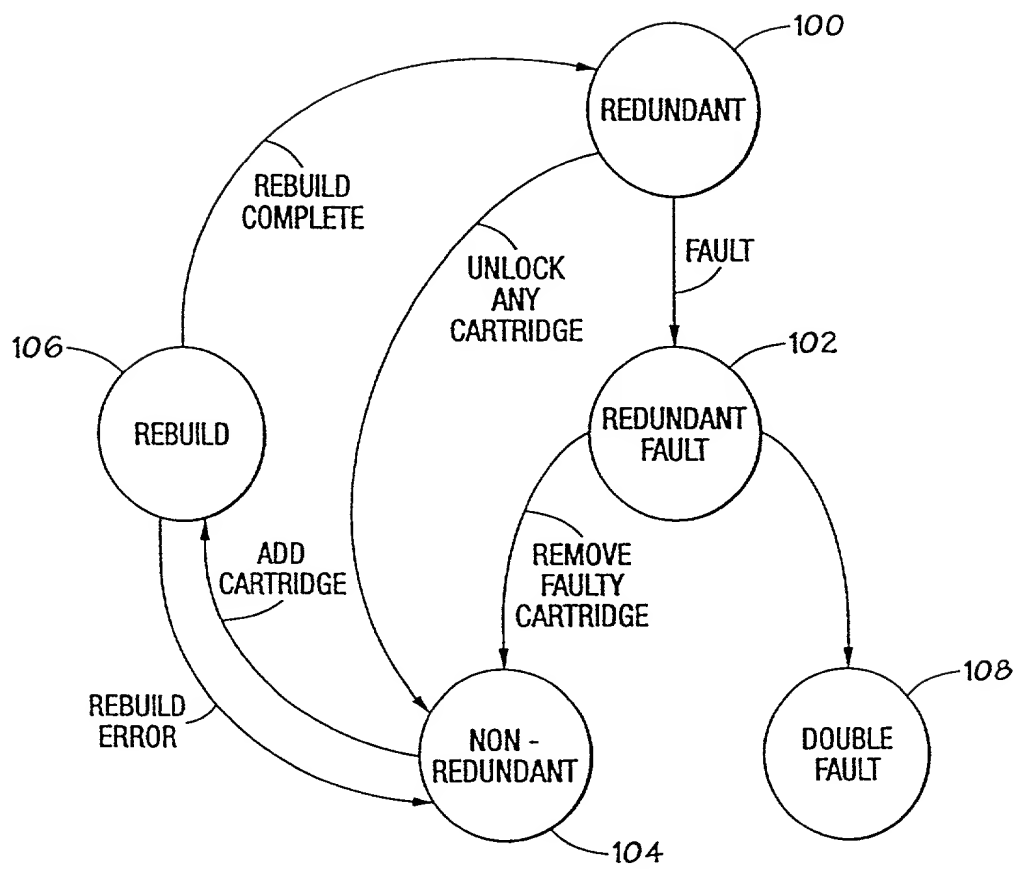 100
REDUNDANT
REBUILD
COMPLETE
UNLOCK
ANY
CARTRIDGE
FAULT
106
102
REBUILD
REDUNDANT
FAULT
ADD
CARTRIDGE
REMOVE
FAULTY
CARTRIDGE
REBUILD
ERROR
NON -
REDUNDANT
108
DOUBLE
FAULT
104